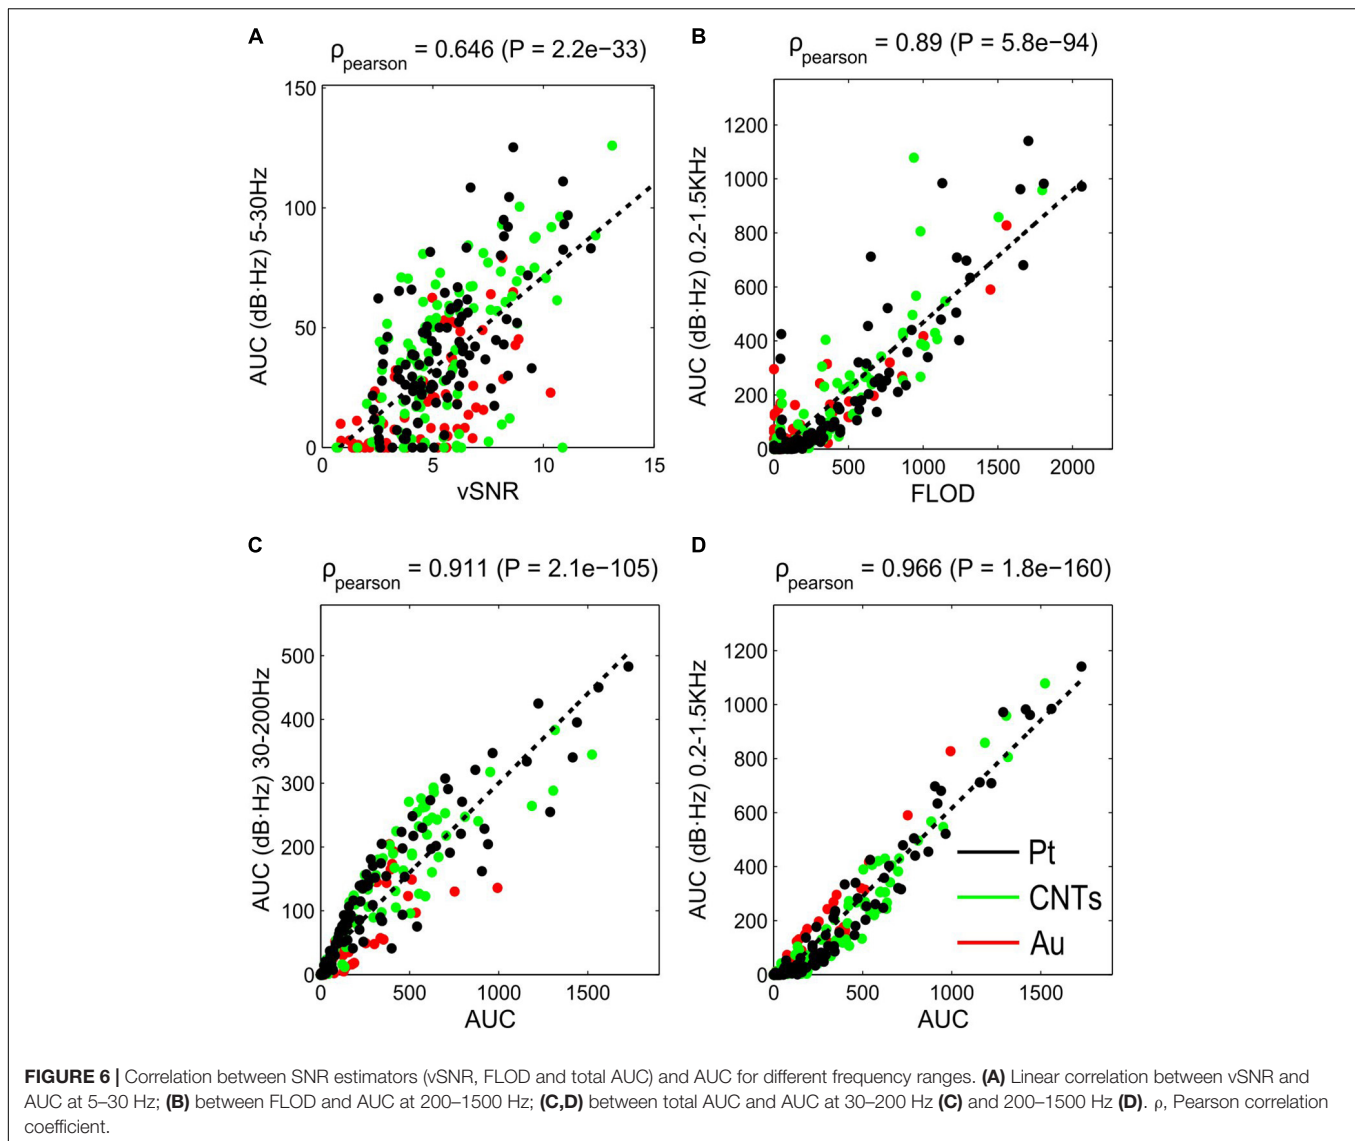 A
ρpearson = 0.646 (P = 2.2e−33)
150
100
50
0
0 5 10 15
AUC (dB·Hz) 5-30Hz
vSNR
B
ρpearson = 0.89 (P = 5.8e−94)
1200
1000
800
600
400
200
0
0 500 1000 1500 2000
AUC (dB·Hz) 0.2-1.5KHz
FLOD
C
ρpearson = 0.911 (P = 2.1e−105)
500
400
300
200
100
0
0 500 1000 1500
AUC (dB·Hz) 30-200Hz
AUC
D
ρpearson = 0.966 (P = 1.8e−160)
1200
1000
800
600
400
200
0
0 500 1000 1500
AUC (dB·Hz) 0.2-1.5KHz
AUC
Pt
CNTs
Au
FIGURE 6 | Correlation between SNR estimators (vSNR, FLOD and total AUC) and AUC for different frequency ranges. (A) Linear correlation between vSNR and
AUC at 5–30 Hz; (B) between FLOD and AUC at 200–1500 Hz; (C,D) between total AUC and AUC at 30–200 Hz (C) and 200–1500 Hz (D). ρ, Pearson correlation
coefficient.